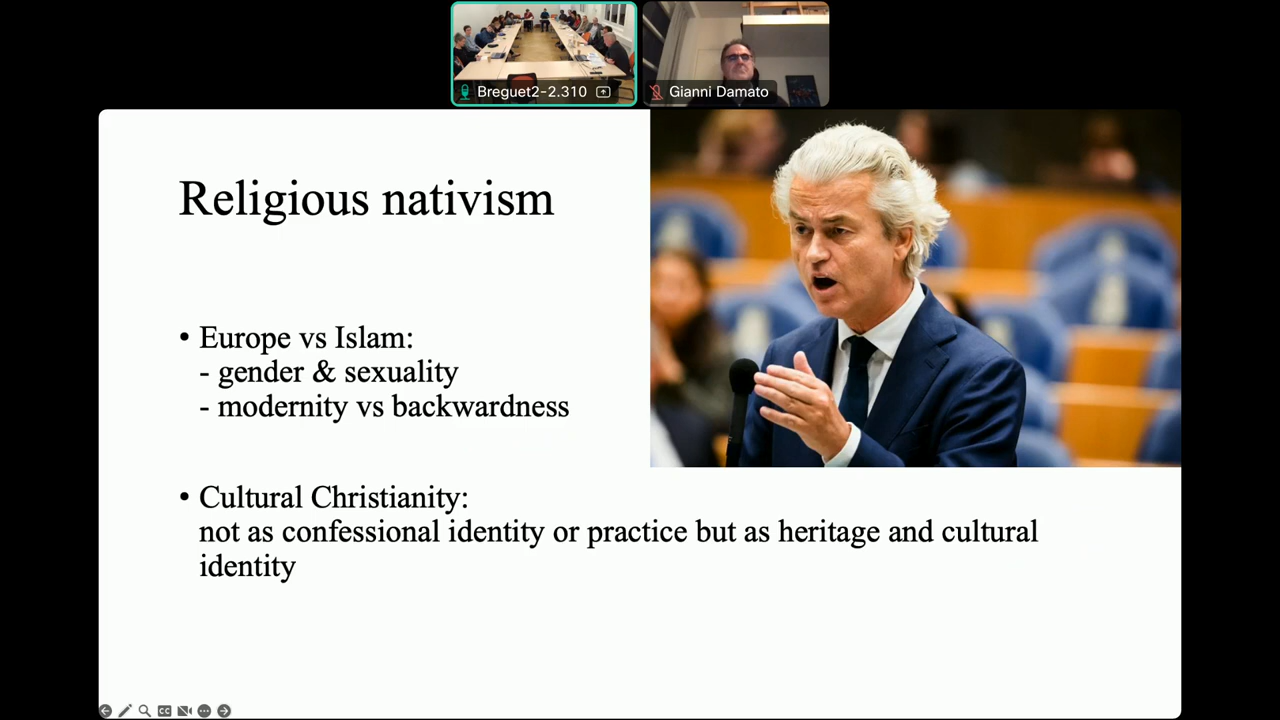 Breguet2-2.310
Gianni Damato
Religious nativism
• Europe vs Islam:
- gender & sexuality
- modernity vs backwardness
• Cultural Christianity:
not as confessional identity or practice but as heritage and cultural
identity
CC